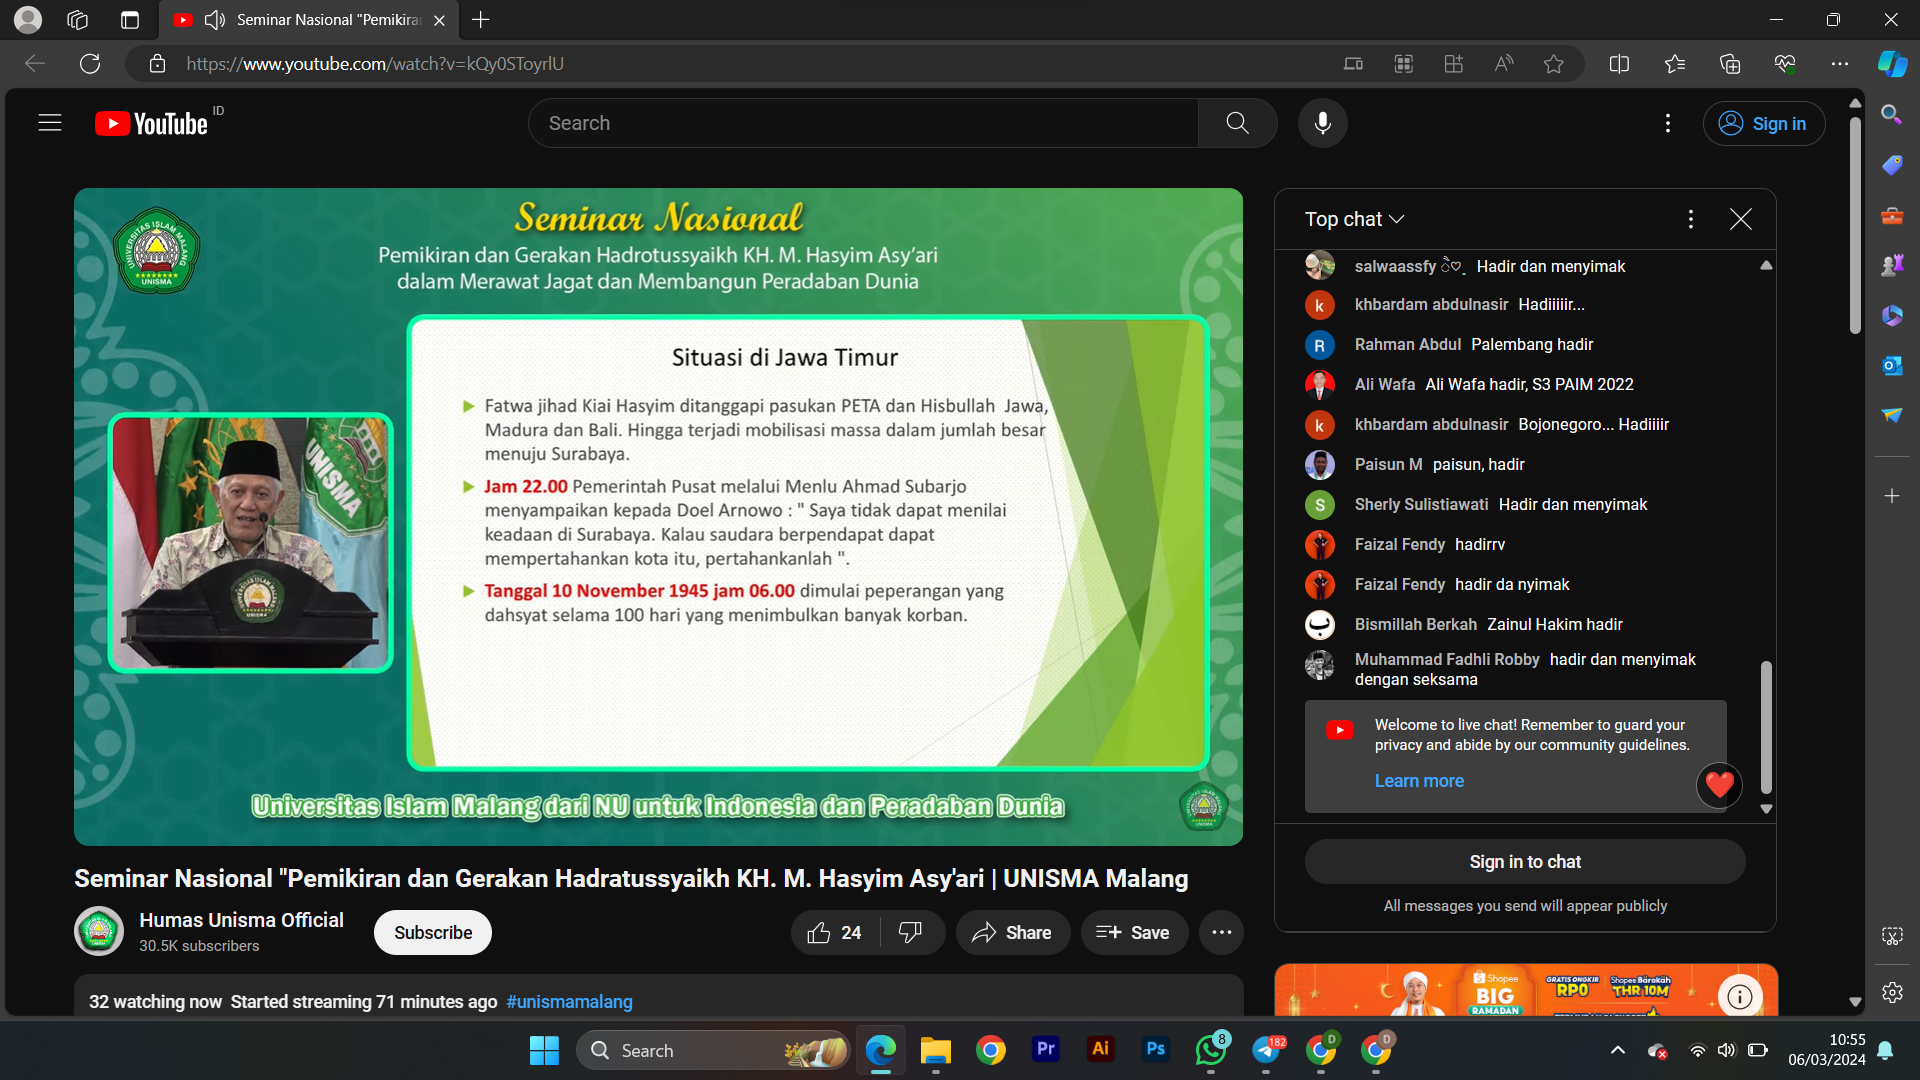 Seminar Nasional "Pemikira
https://www.youtube.com/watch?v=kQy0SToyrlU
YouTube ID
Search
Sign in
UNIVERSITAS ISLAM MALANG
UNISMA
Seminar Nasional
Pemikiran dan Gerakan Hadrotussyaikh KH. M. Hasyim Asy'ari
dalam Merawat Jagat dan Membangun Peradaban Dunia
Situasi di Jawa Timur
Fatwa jihad Kiai Hasyim ditanggapi pasukan PETA dan Hisbullah Jawa,
Madura dan Bali. Hingga terjadi mobilisasi massa dalam jumlah besar
menuju Surabaya.
Jam 22.00 Pemerintah Pusat melalui Menlu Ahmad Subarjo
menyampaikan kepada Doel Arnowo : " Saya tidak dapat menilai
keadaan di Surabaya. Kalau saudara berpendapat dapat
mempertahankan kota itu, pertahankanlah ".
Tanggal 10 November 1945 jam 06.00 dimulai peperangan yang
dahsyat selama 100 hari yang menimbulkan banyak korban.
UNISMA
Universitas Islam Malang dari NU untuk Indonesia dan Peradaban Dunia
Seminar Nasional "Pemikiran dan Gerakan Hadratussyaikh KH. M. Hasyim Asy'ari | UNISMA Malang
Humas Unisma Official
30.5K subscribers
Subscribe
24
Share
Save
32 watching now Started streaming 71 minutes ago #unismamalang
Top chat
salwaassfy Hadir dan menyimak
khbardam abdulnasir Hadiiiiir...
Rahman Abdul Palembang hadir
Ali Wafa Ali Wafa hadir, S3 PAIM 2022
khbardam abdulnasir Bojonegoro... Hadiiiir
Paisun M paisun, hadir
Sherly Sulistiawati Hadir dan menyimak
Faizal Fendy hadirrv
Faizal Fendy hadir da nyimak
Bismillah Berkah Zainul Hakim hadir
Muhammad Fadhli Robby hadir dan menyimak
dengan seksama
Welcome to live chat! Remember to guard your
privacy and abide by our community guidelines.
Learn more
Sign in to chat
All messages you send will appear publicly
Shopee
BIG
RAMADAN
GRATIS ONGKIR
RP0
Shopee Barokah
THR 10M
Search
Pr
Ai
Ps
8
182
D
D
10:55
06/03/2024